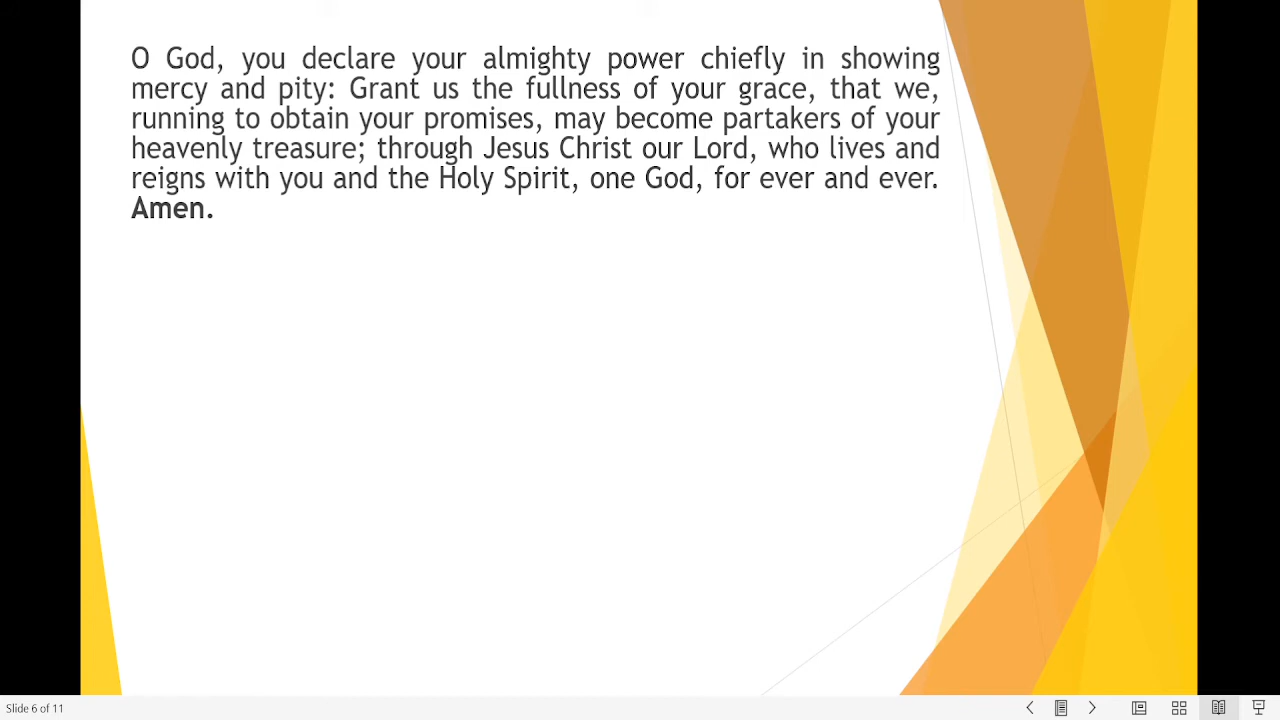 O God, you declare your almighty power chiefly in showing
mercy and pity: Grant us the fullness of your grace, that we,
running to obtain your promises, may become partakers of your
heavenly treasure; through Jesus Christ our Lord, who lives and
reigns with you and the Holy Spirit, one God, for ever and ever.
Amen.
Slide 6 of 11